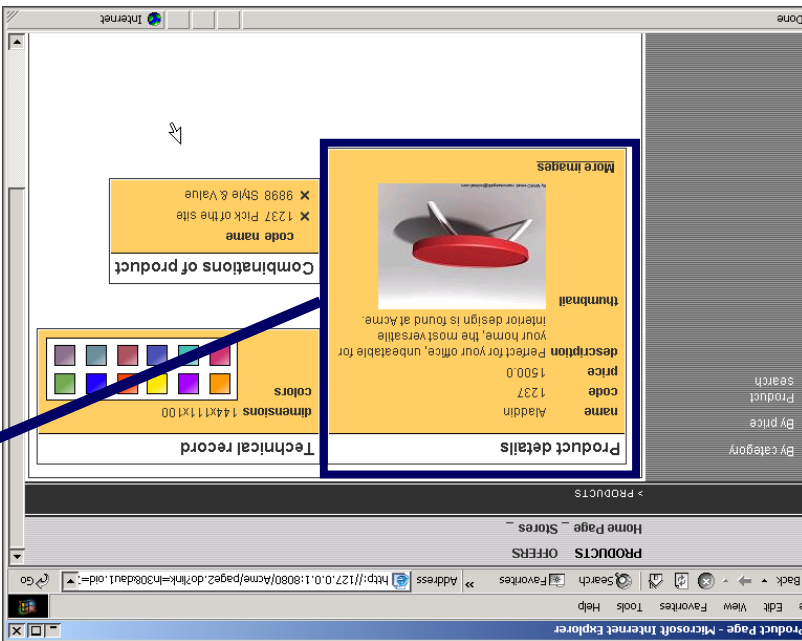 Product Page - Microsoft Internet Explorer
Edit View Favorites Tools Help
Back Search Favorites » Address http://127.0.0.1:8080/Acme/page2.do?link=ln308dau1.oid= Go
PRODUCTS OFFERS
Home Page _ Stores _
> PRODUCTS
By category
By price
Product
search
Product details
name Aladdin
code 1237
price 1500.0
description Perfect for your office, unbeatable for
your home, the most versatile
interior design is found at Acme.
thumbnail
More images
Technical record
dimensions 144x111x100
colors
Combinations of product
code name
1237 Pick of the site
9898 Style & Value
Done Internet